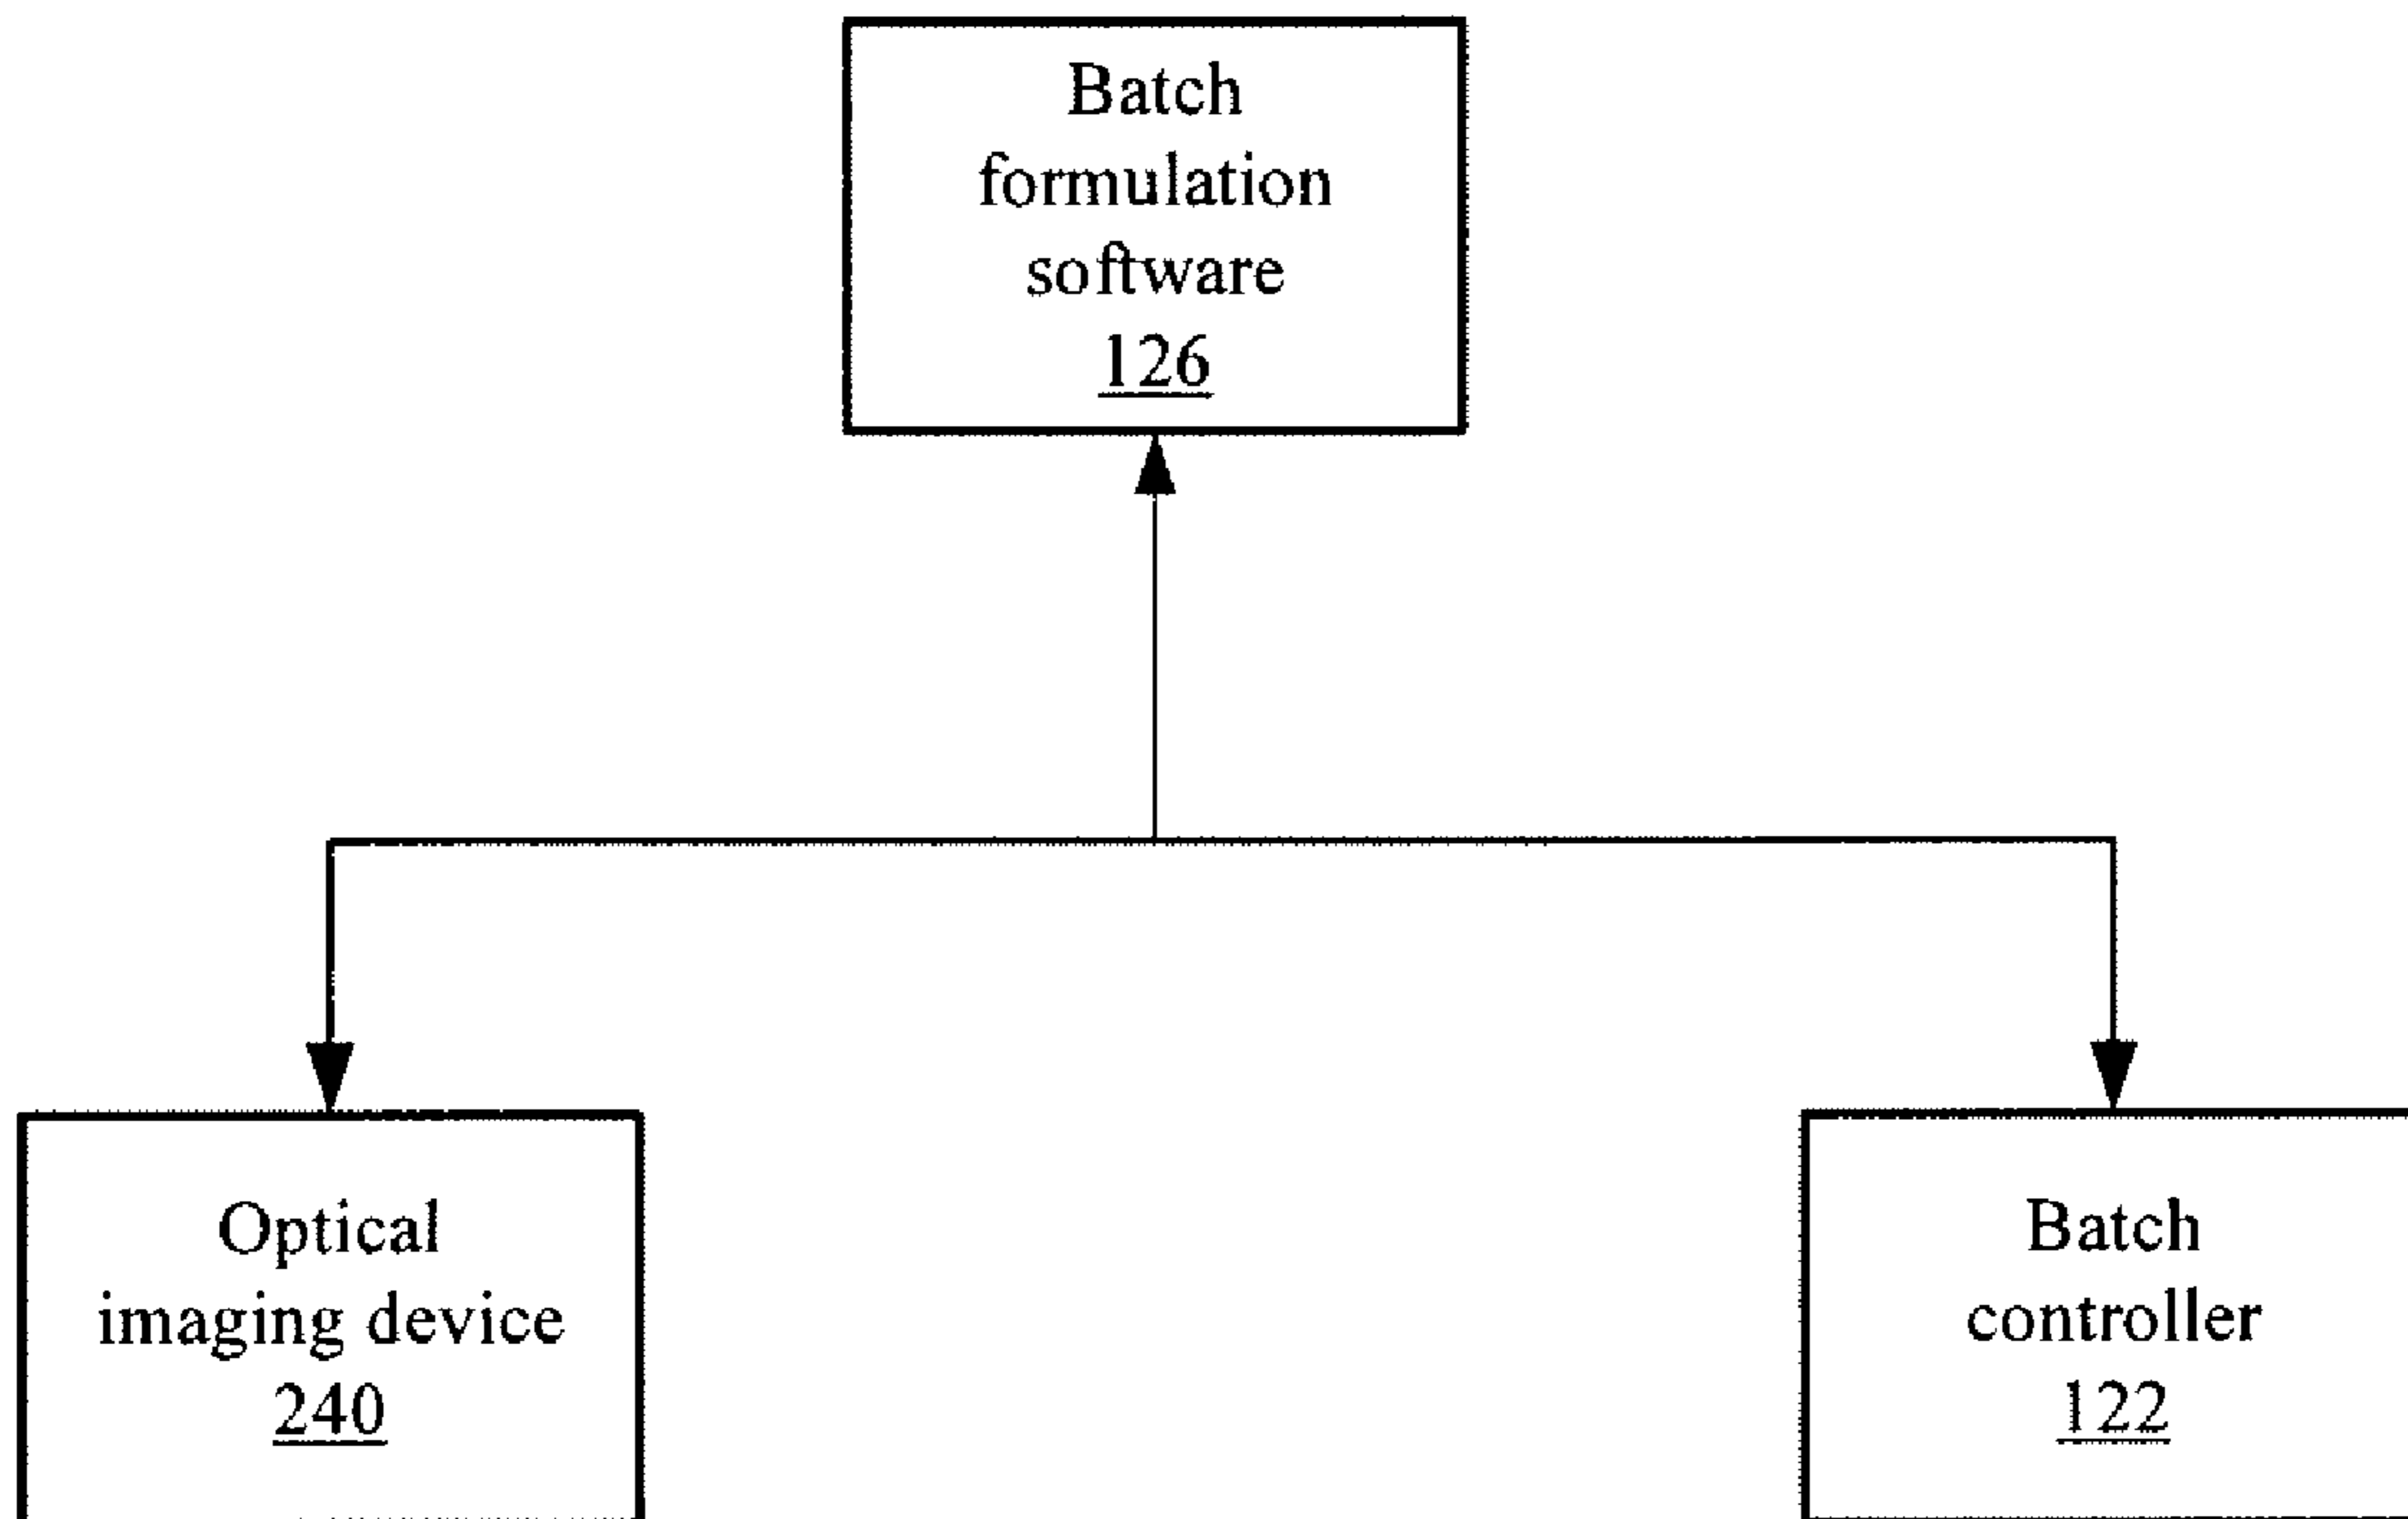 Batch
formulation
software
126
Optical
imaging device
240
Batch
controller
122